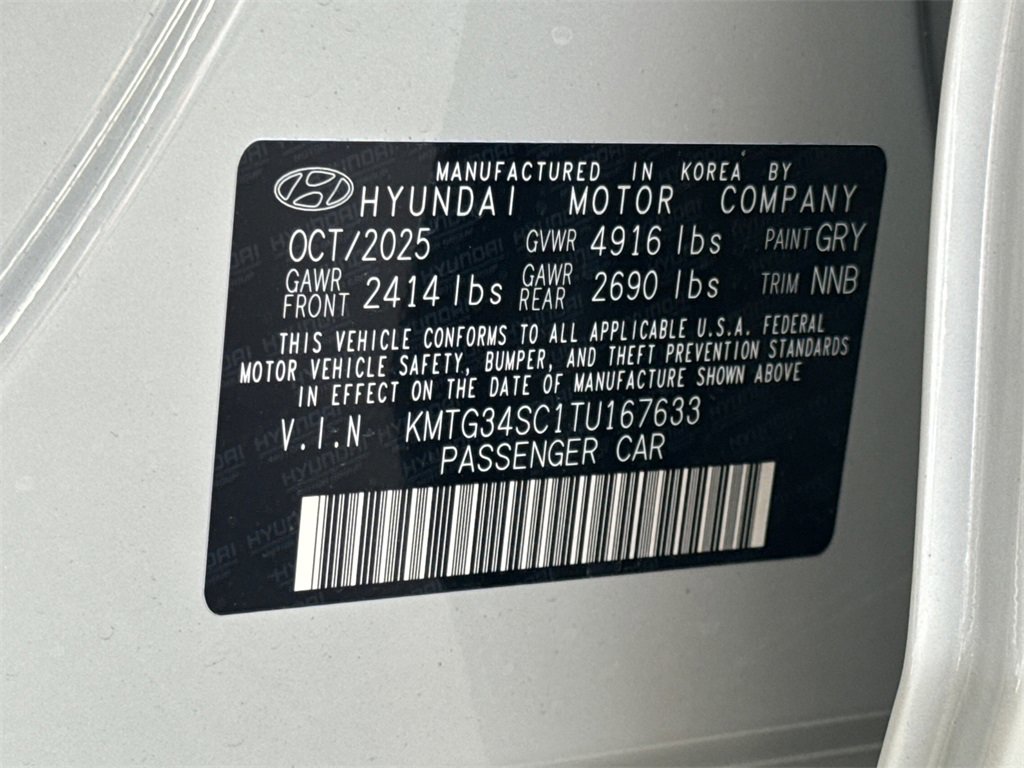 MANUFACTURED IN KOREA BY
HYUNDAI MOTOR COMPANY
OCT/2025 GVWR 4916 lbs PAINT GRY
GAWR FRONT 2414 lbs GAWR REAR 2690 lbs TRIM NNB
THIS VEHICLE CONFORMS TO ALL APPLICABLE U.S.A. FEDERAL
MOTOR VEHICLE SAFETY, BUMPER, AND THEFT PREVENTION STANDARDS
IN EFFECT ON THE DATE OF MANUFACTURE SHOWN ABOVE
V.I.N KMTG34SC1TU167633
PASSENGER CAR